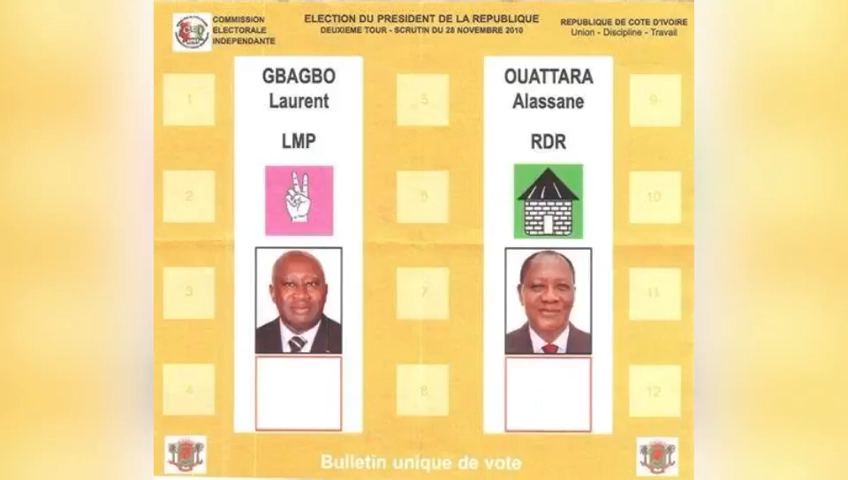 COMMISSION
ELECTORALE
INDEPENDANTE
ELECTION DU PRESIDENT DE LA REPUBLIQUE
DEUXIEME TOUR - SCRUTIN DU 28 NOVEMBRE 2010
REPUBLIQUE DE COTE D'IVOIRE
Union - Discipline - Travail
GBAGBO
Laurent
LMP
OUATTARA
Alassane
RDR
1
2
3
4
5
6
7
8
9
10
11
12
Bulletin unique de vote